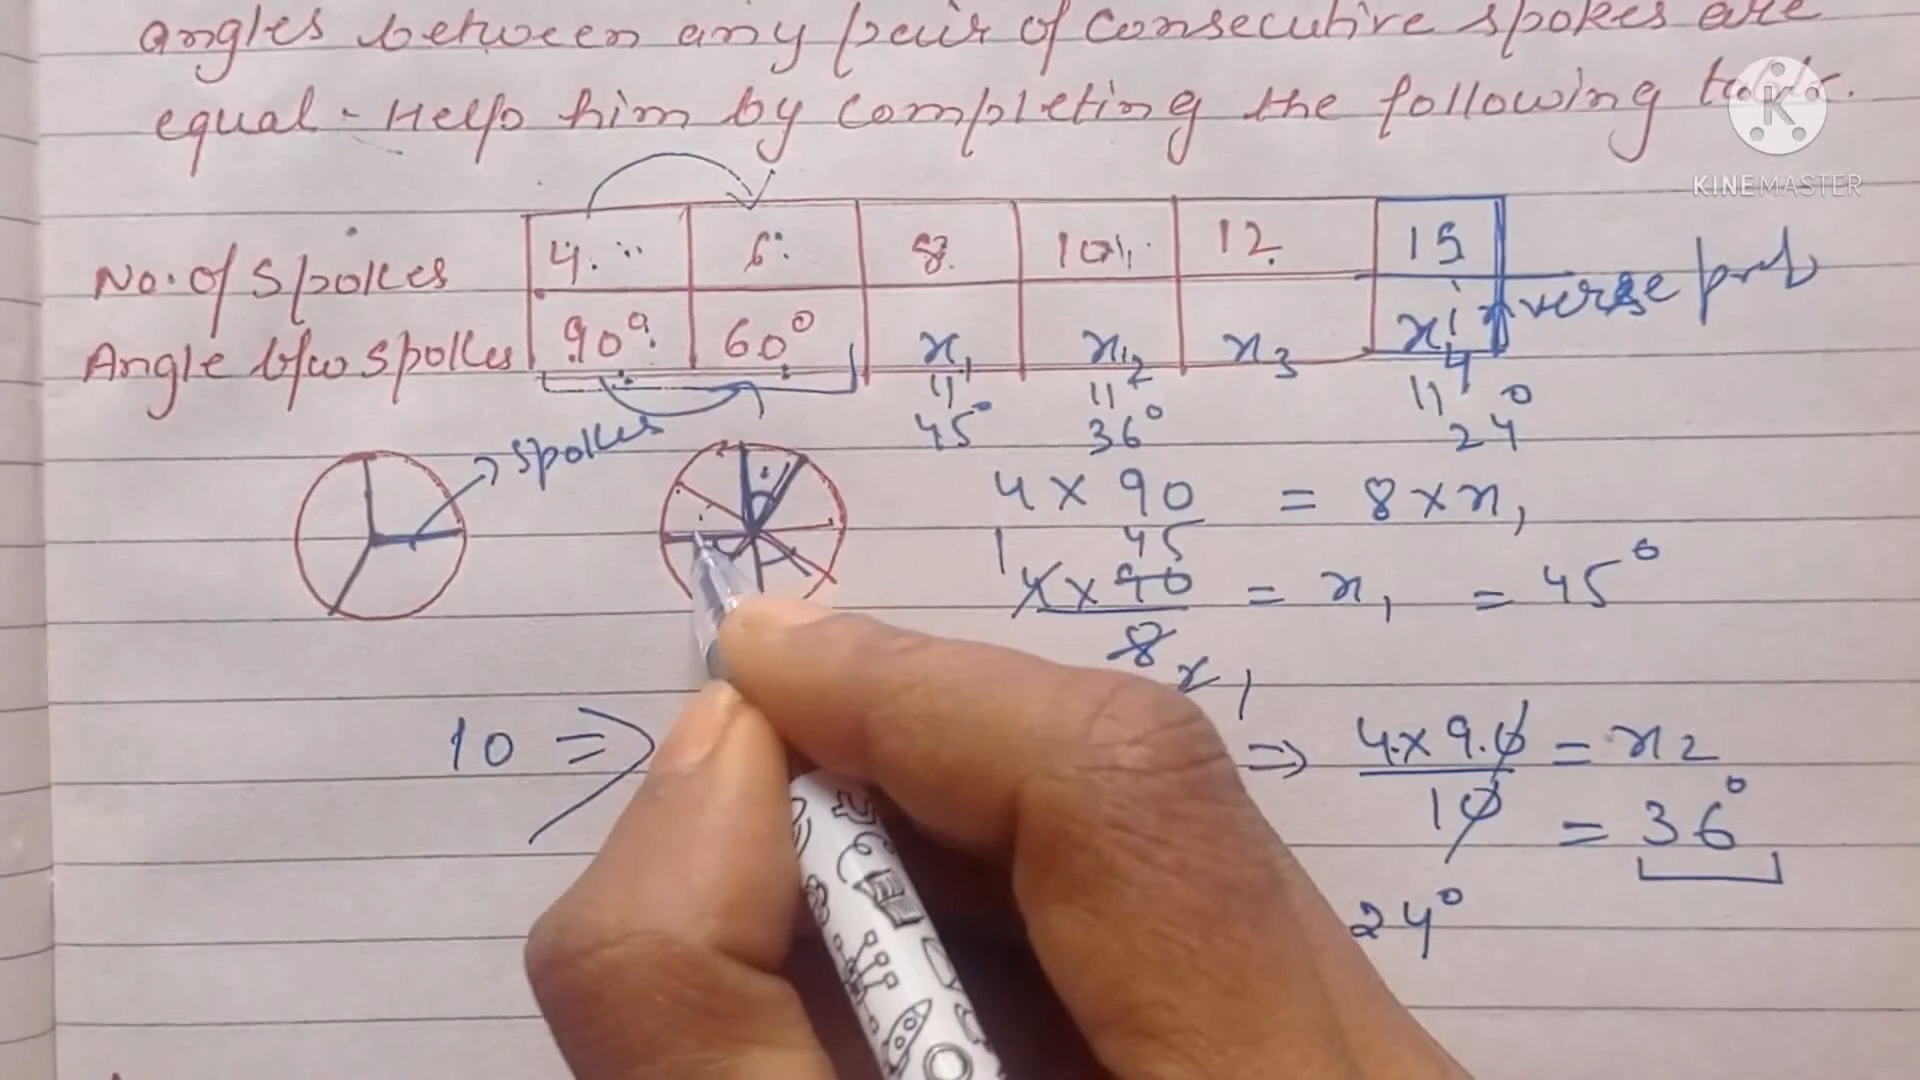 angles between any pair of consecutive spokes are
equal - Help him by completing the following
KINEMASTER
No. of Spokes 4 6 8 10 12 15
Angle b/w spokes 90° 60° x1 x2 x3 x4 inverse
45° 36° 24°
spokes
4 × 90 = 8 × x1
1 45
4 × 90 = x1 = 45°
8
10 ⇒ ⇒ 4 × 90 = x2
10 = 36°
24°